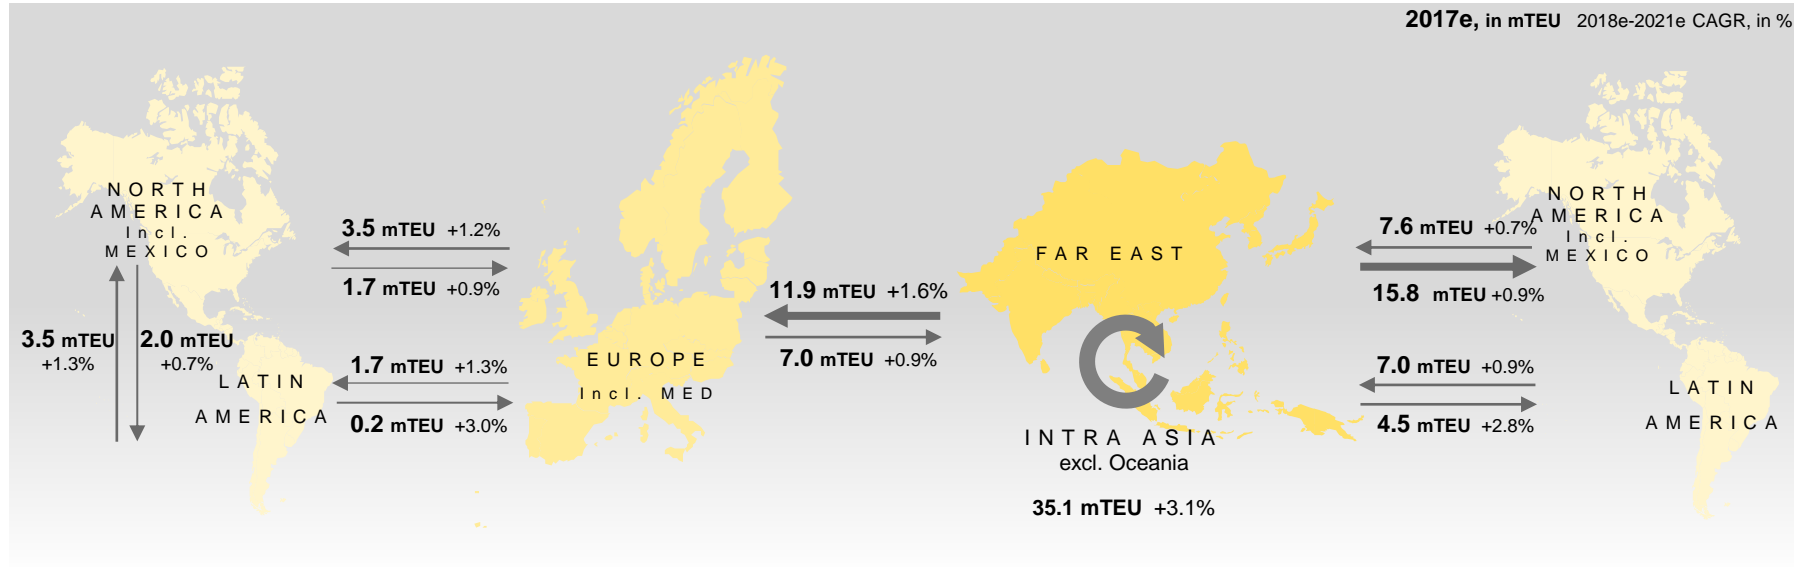 2017e, in mTEU 2018e-2021e CAGR, in %
NORTH
AMERICA
Incl.
MEXICO
3.5 mTEU +1.2%
1.7 mTEU +0.9%
3.5 mTEU
+1.3%
2.0 mTEU
+0.7%
LATIN
AMERICA
1.7 mTEU +1.3%
0.2 mTEU +3.0%
EUROPE
Incl. MED
11.9 mTEU +1.6%
7.0 mTEU +0.9%
FAR EAST
INTRA ASIA
excl. Oceania
35.1 mTEU +3.1%
7.6 mTEU +0.7%
15.8 mTEU +0.9%
NORTH
AMERICA
Incl.
MEXICO
7.0 mTEU +0.9%
4.5 mTEU +2.8%
LATIN
AMERICA